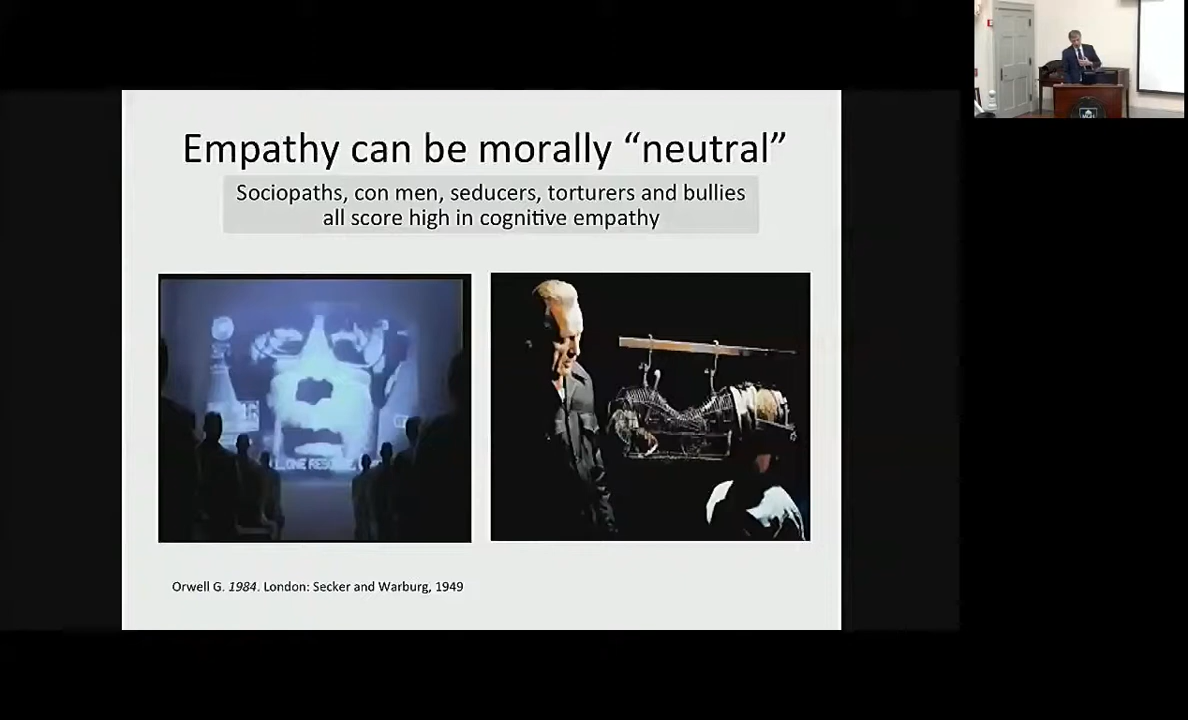 Empathy can be morally “neutral”
Sociopaths, con men, seducers, torturers and bullies
all score high in cognitive empathy
Orwell G. 1984. London: Secker and Warburg, 1949